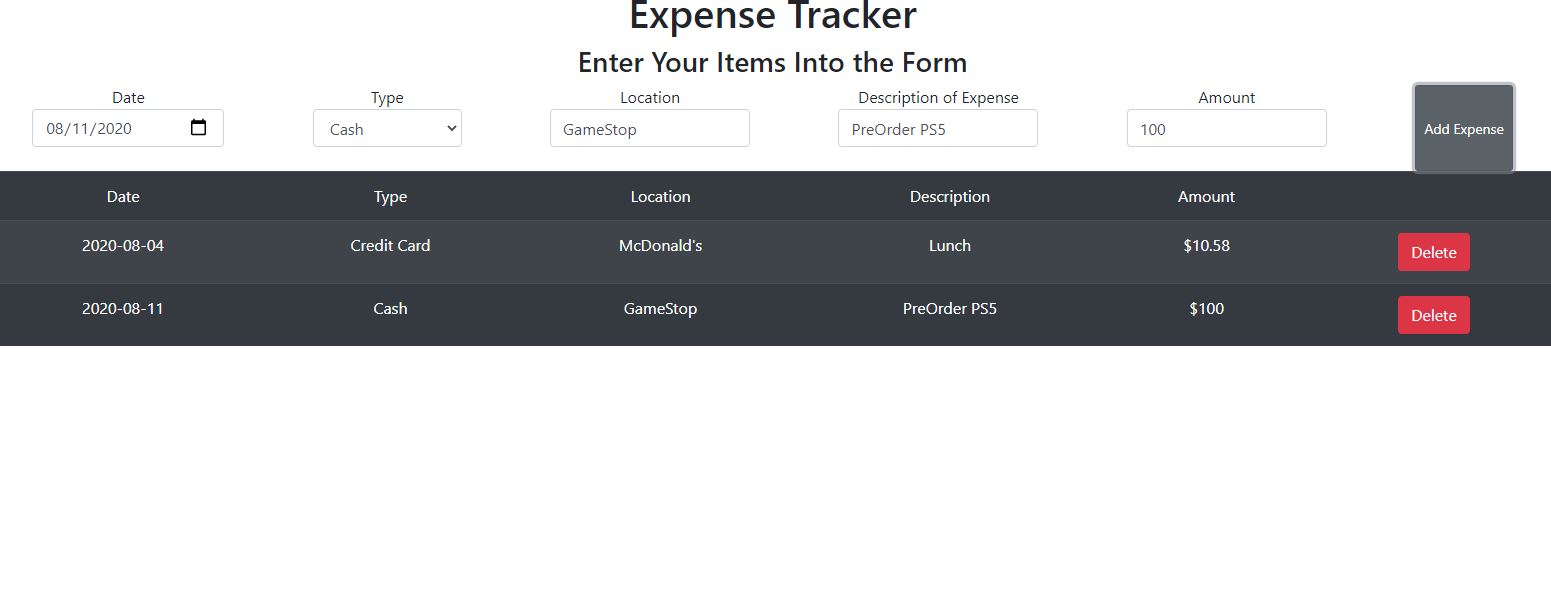 Expense Tracker
Enter Your Items Into the Form
Date Type Location Description of Expense Amount
08/11/2020 Cash GameStop PreOrder PS5 100 Add Expense
Date Type Location Description Amount
2020-08-04 Credit Card McDonald's Lunch $10.58 Delete
2020-08-11 Cash GameStop PreOrder PS5 $100 Delete